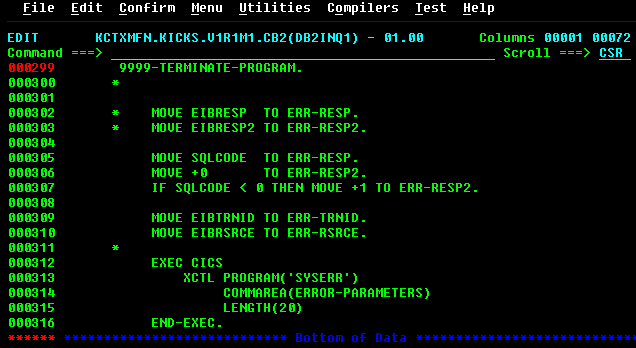 File  Edit  Confirm  Menu  Utilities  Compilers  Test  Help
EDIT       KCTXMFN.KICKS.V1R1M1.CB2(DB2INQ1) - 01.00       Columns 00001 00072
Command ===>                                                  Scroll ===> CSR
000299        9999-TERMINATE-PROGRAM.
000300       *
000301
000302       *    MOVE EIBRESP  TO ERR-RESP.
000303       *    MOVE EIBRESP2 TO ERR-RESP2.
000304
000305            MOVE SQLCODE  TO ERR-RESP.
000306            MOVE +0       TO ERR-RESP2.
000307            IF SQLCODE < 0 THEN MOVE +1 TO ERR-RESP2.
000308
000309            MOVE EIBTRNID TO ERR-TRNID.
000310            MOVE EIBRSRCE TO ERR-RSRCE.
000311       *
000312            EXEC CICS
000313                XCTL PROGRAM('SYSERR')
000314                     COMMAREA(ERROR-PARAMETERS)
000315                     LENGTH(20)
000316            END-EXEC.
****** **************************** Bottom of Data ****************************